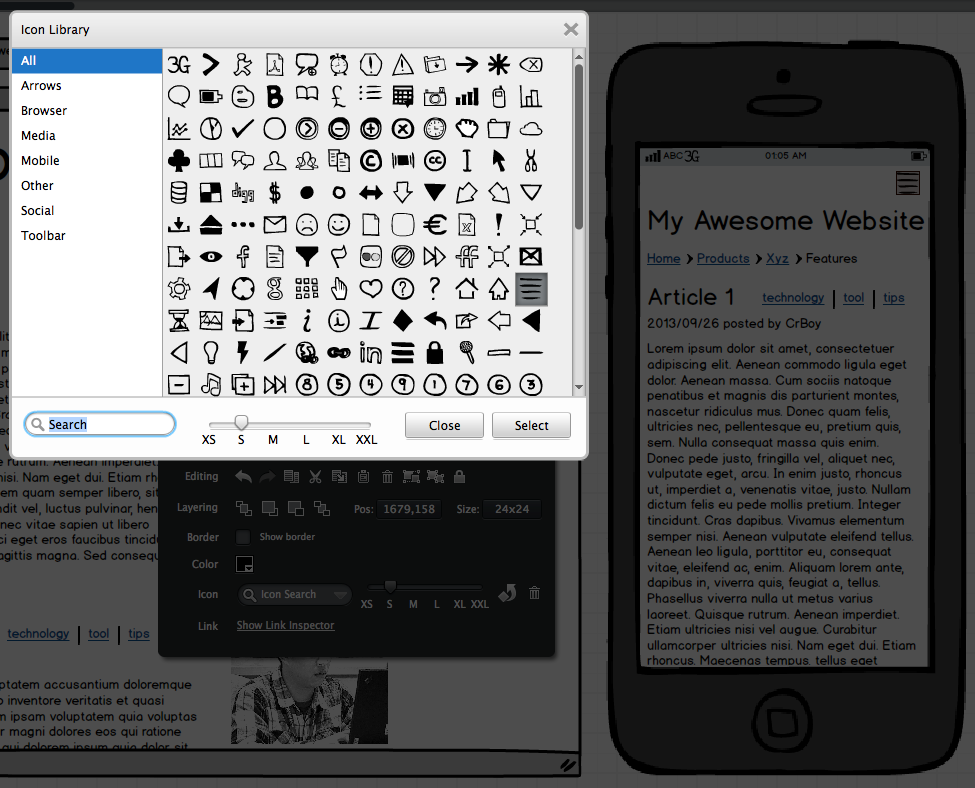 Icon Library
All
Arrows
Browser
Media
Mobile
Other
Social
Toolbar
3G
Search
XS S M L XL XXL
Close
Select
Editing
Layering
Pos: 1679,158
Size: 24x24
Border
Show border
Color
Icon
Icon Search
XS S M L XL XXL
Link
Show Link Inspector
rutrum. Aenean imperdiet.
Nam eget dui. Etiam rh
em quam semper libero, sit
ndit vel, luctus pulvinar, hen
nec vitae sapien ut libero
ci eget eros faucibus tincidu
agittis magna. Sed consequ
technology | tool | tips
ptatem accusantium doloremque
b inventore veritatis et quasi
m ipsam voluptatem quia voluptas
r magni dolores eos qui ratione
qui dolorem ipsum quia dolor sit
ABC 3G
01:05 AM
My Awesome Website
Home > Products > Xyz > Features
Article 1
technology | tool | tips
2013/09/26 posted by CrBoy
Lorem ipsum dolor sit amet, consectetuer
adipiscing elit. Aenean commodo ligula eget
dolor. Aenean massa. Cum sociis natoque
penatibus et magnis dis parturient montes,
nascetur ridiculus mus. Donec quam felis,
ultricies nec, pellentesque eu, pretium quis,
sem. Nulla consequat massa quis enim.
Donec pede justo, fringilla vel, aliquet nec,
vulputate eget, arcu. In enim justo, rhoncus
ut, imperdiet a, venenatis vitae, justo. Nullam
dictum felis eu pede mollis pretium. Integer
tincidunt. Cras dapibus. Vivamus elementum
semper nisi. Aenean vulputate eleifend tellus.
Aenean leo ligula, porttitor eu, consequat
vitae, eleifend ac, enim. Aliquam lorem ante,
dapibus in, viverra quis, feugiat a, tellus.
Phasellus viverra nulla ut metus varius
laoreet. Quisque rutrum. Aenean imperdiet.
Etiam ultricies nisi vel augue. Curabitur
ullamcorper ultricies nisi. Nam eget dui. Etiam
rhoncus. Maecenas tempus, tellus eget